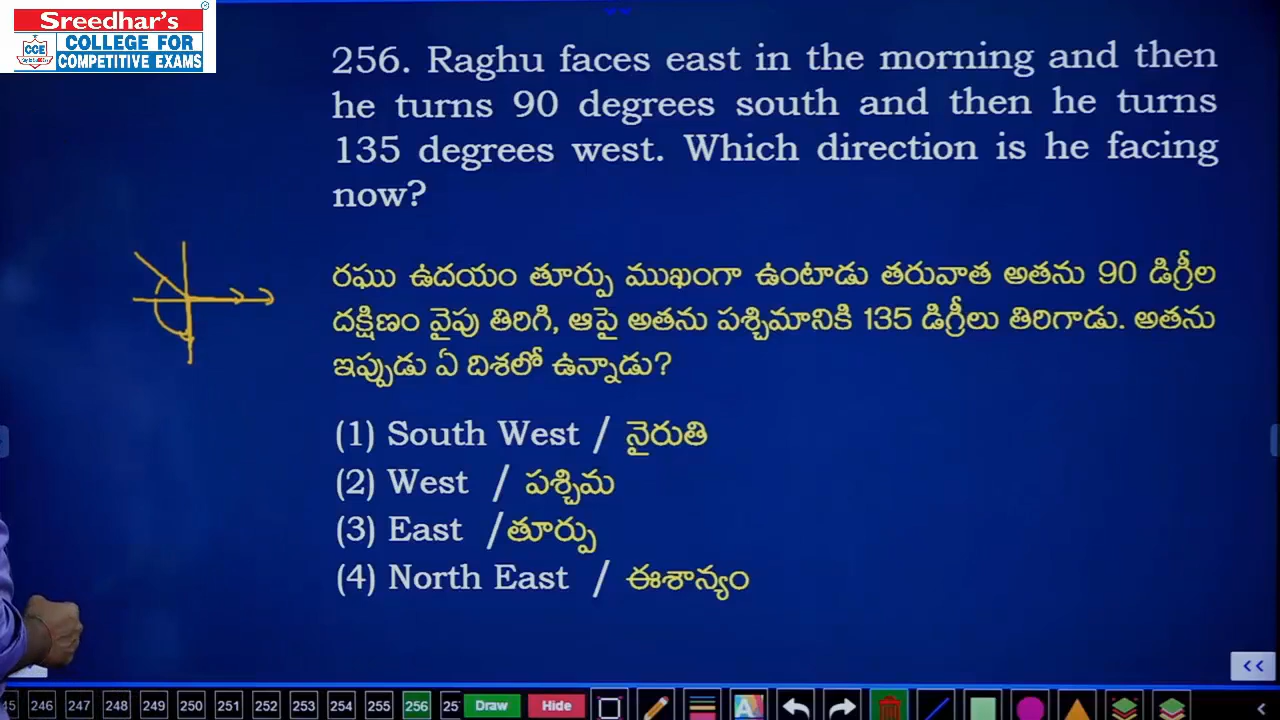 Sreedhar's
CCE
COLLEGE FOR
COMPETITIVE EXAMS
256. Raghu faces east in the morning and then
he turns 90 degrees south and then he turns
135 degrees west. Which direction is he facing
now?
రఘు ఉదయం తూర్పు ముఖంగా ఉంటాడు తరువాత అతను 90 డిగ్రీల
దక్షిణం వైపు తిరిగి, ఆపై అతను పశ్చిమానికి 135 డిగ్రీలు తిరిగాడు. అతను
ఇప్పుడు ఏ దిశలో ఉన్నాడు?
(1) South West / నైరుతి
(2) West / పశ్చిమ
(3) East /తూర్పు
(4) North East / ఈశాన్యం
<<
45 246 247 248 249 250 251 252 253 254 255 256 25 Draw Hide